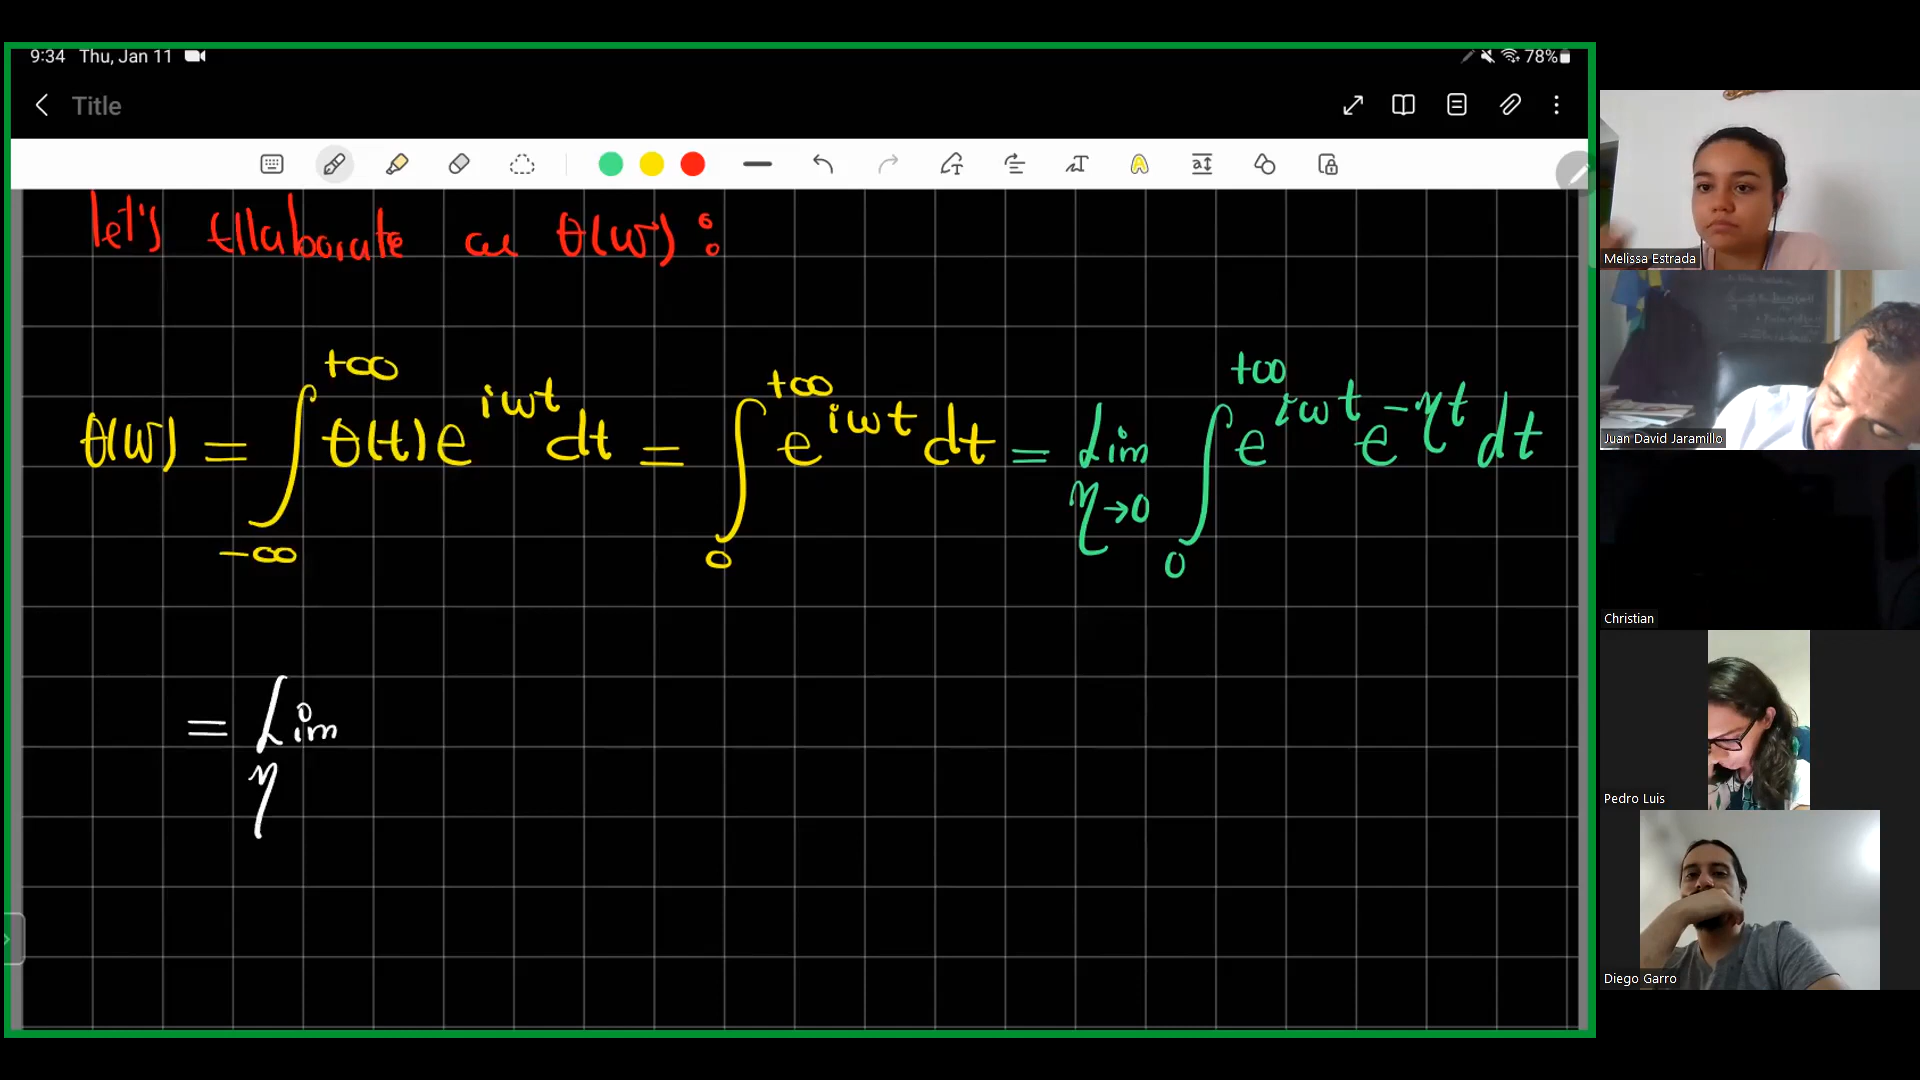 9:34 Thu, Jan 11 78%
Title
let's Ellaborate on θ(ω):
θ(ω) = ∫_{-∞}^{+∞} θ(t) e^{iωt} dt = ∫_{0}^{+∞} e^{iωt} dt = Lim_{η→0} ∫_{0}^{+∞} e^{iωt} e^{-ηt} dt
= Lim
η
Melissa Estrada
Juan David Jaramillo
Christian
Pedro Luis
Diego Garro